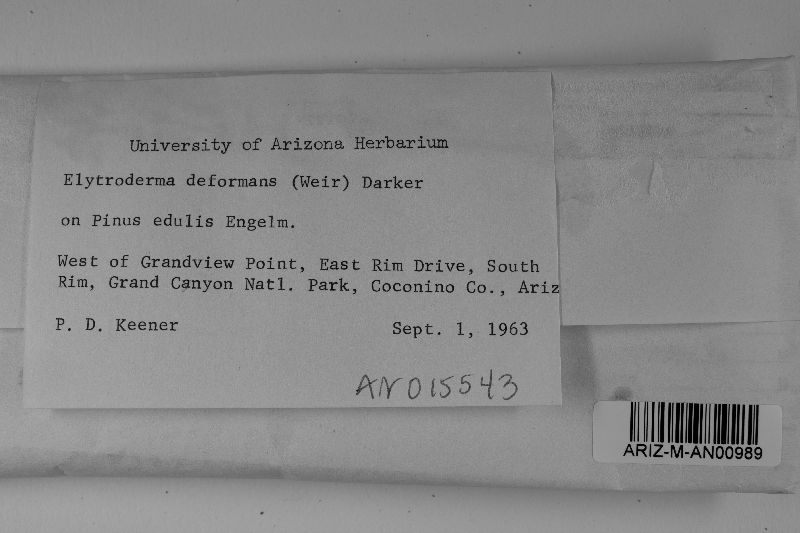 University of Arizona Herbarium
Elytroderma deformans (Weir) Darker
on Pinus edulis Engelm.
West of Grandview Point, East Rim Drive, South
Rim, Grand Canyon Natl. Park, Coconino Co., Ariz
P. D. Keener Sept. 1, 1963
AN015543
ARIZ-M-AN00989